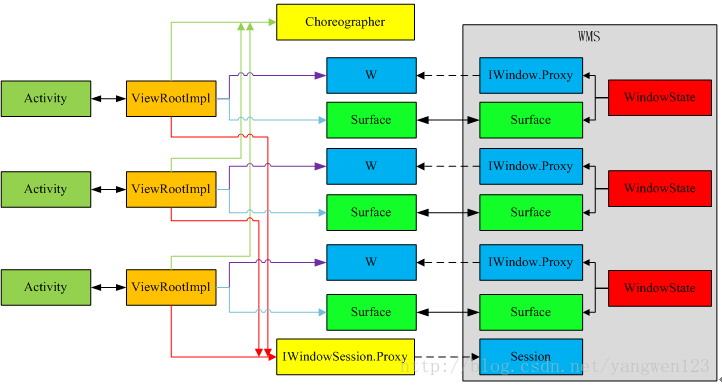 Choreographer
WMS
Activity
ViewRootImpl
W
IWindow.Proxy
WindowState
Surface
Surface
Activity
ViewRootImpl
W
IWindow.Proxy
WindowState
Surface
Surface
Activity
ViewRootImpl
W
IWindow.Proxy
WindowState
Surface
Surface
IWindowSession.Proxy
Session
http://blog.csdn.net/yangwen123